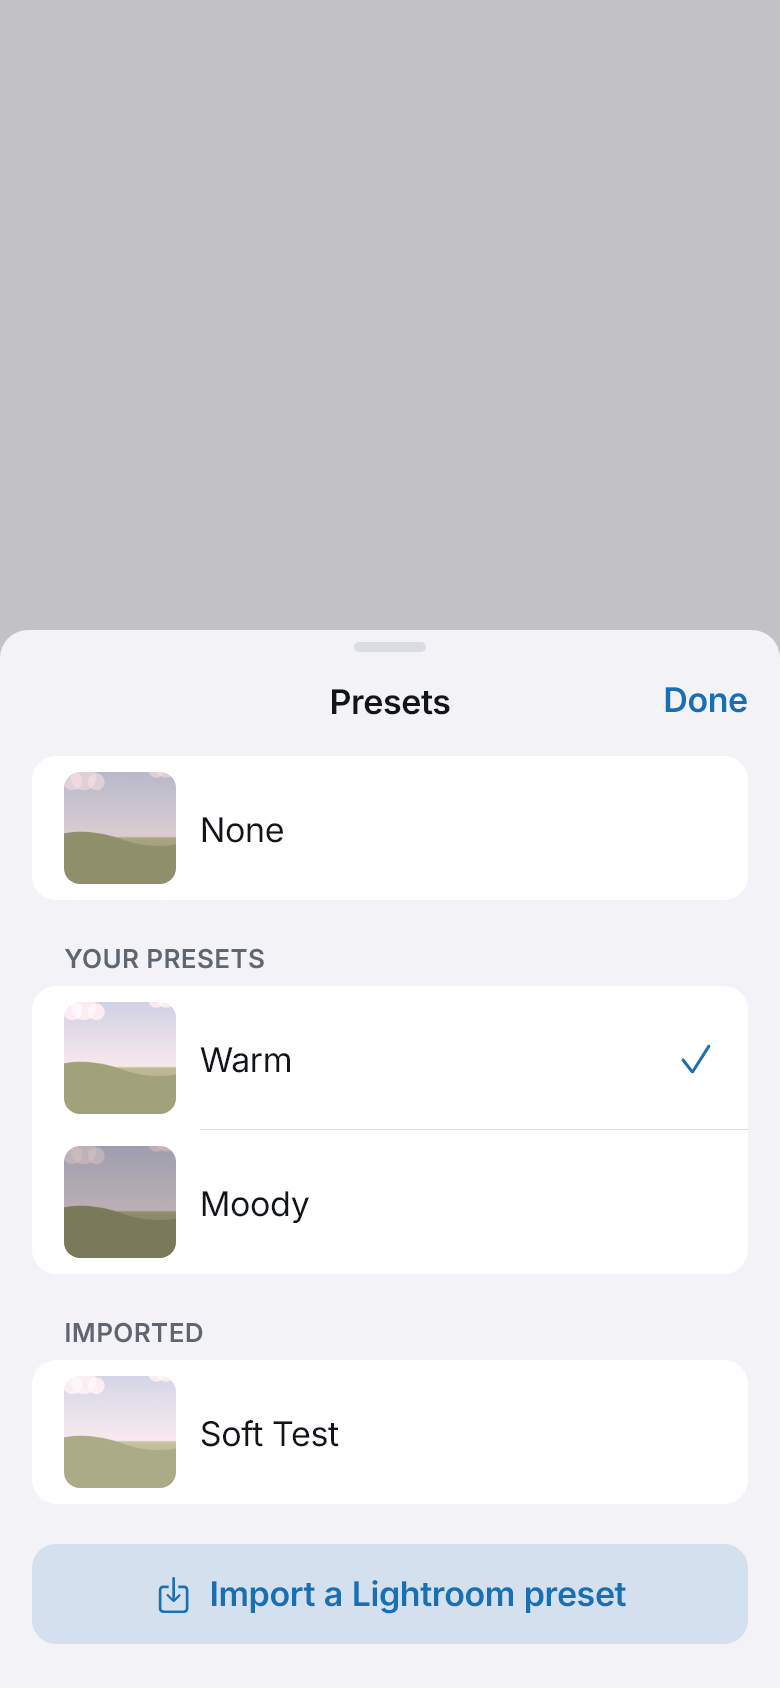 Presets
Done
None
YOUR PRESETS
Warm
Moody
IMPORTED
Soft Test
Import a Lightroom preset